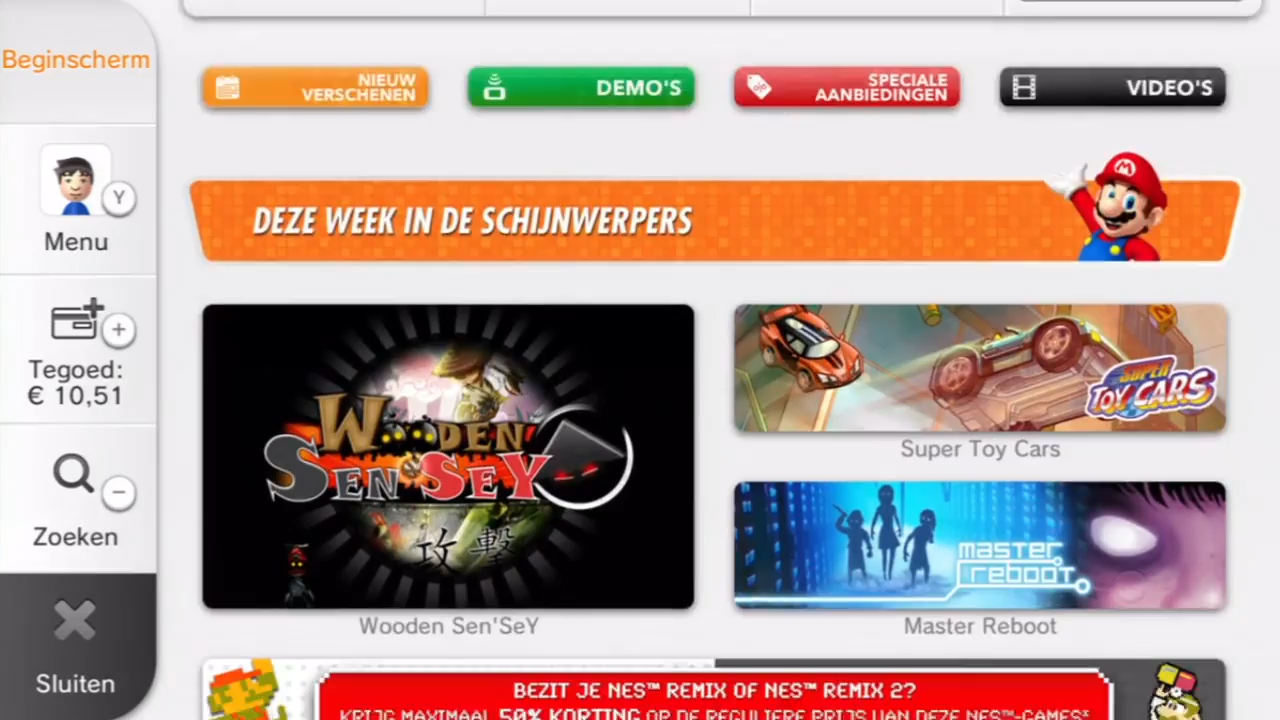 Beginscherm
NIEUW
VERSCHENEN
DEMO'S
SPECIALE
AANBIEDINGEN
VIDEO'S
Y
Menu
DEZE WEEK IN DE SCHIJNWERPERS
Tegoed:
€ 10,51
Zoeken
Sluiten
WOODEN
SEN'SEY
攻撃
Wooden Sen'SeY
SUPER
TOY CARS
Super Toy Cars
master
reboot
Master Reboot
BEZIT JE NES™ REMIX OF NES™ REMIX 2?
KRIJG MAXIMAAL 50% KORTING OP DE REGULIERE PRIJS VAN DEZE NES™-GAMES*